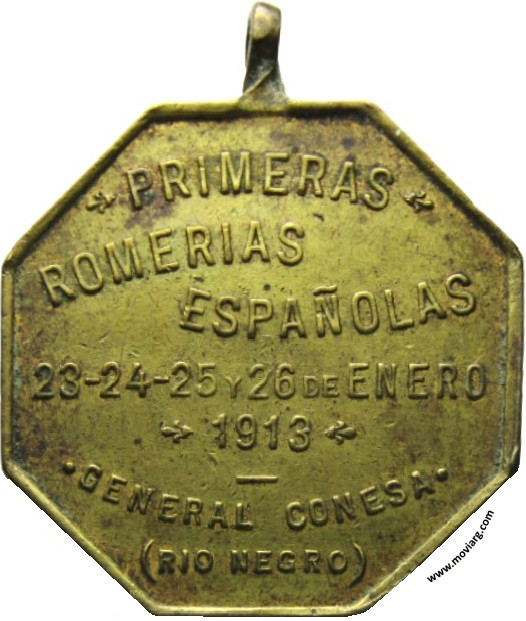 PRIMERAS
ROMERIAS
ESPAÑOLAS
23-24-25 Y 26 DE ENERO
1913
GENERAL CONESA
(RIO NEGRO)
www.moviarg.com